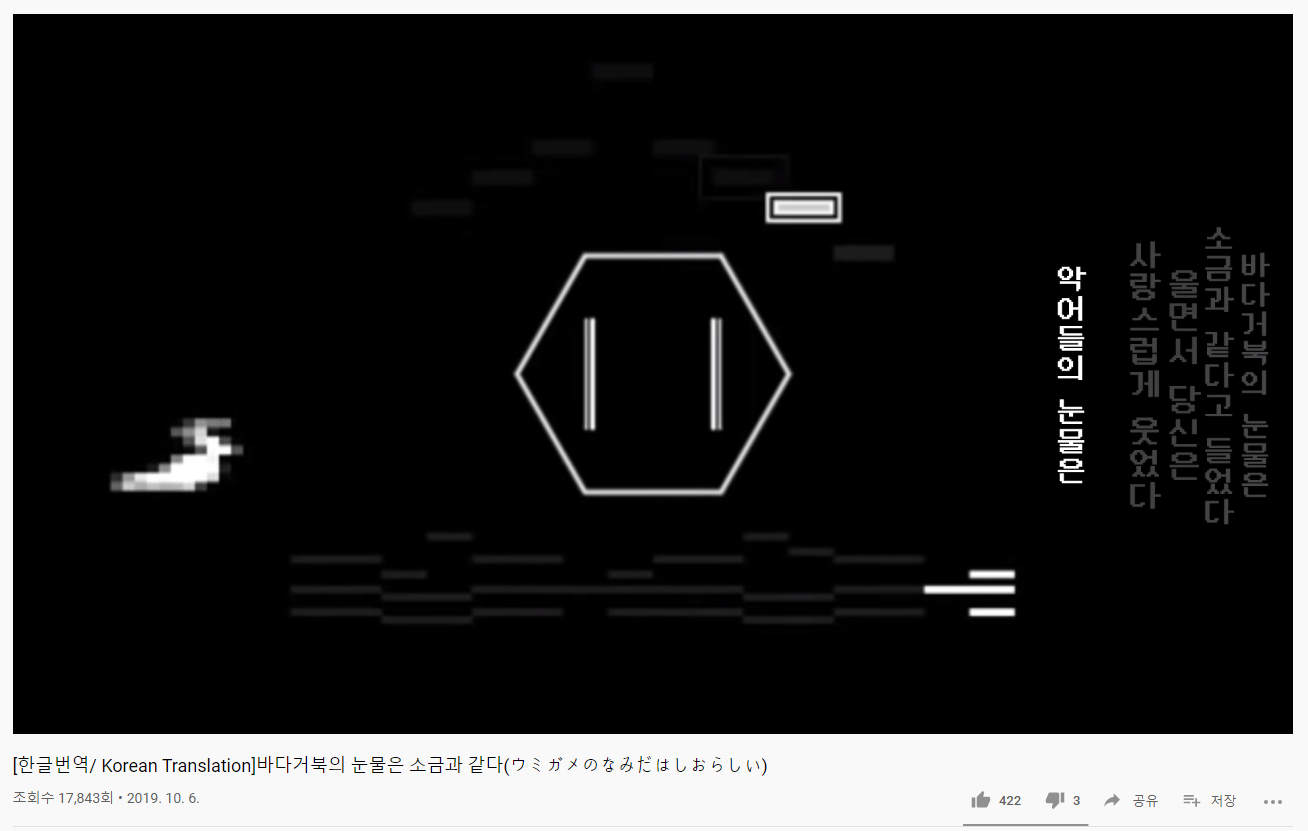 바다거북의 눈물은
소금과 같다고 들었다
울면서 당신은
사랑스럽게 웃었다
악어들의 눈물은
[한글번역/ Korean Translation]바다거북의 눈물은 소금과 같다(ウミガメのなみだはしおらしい)
조회수 17,843회 • 2019. 10. 6.
422
3
공유
저장